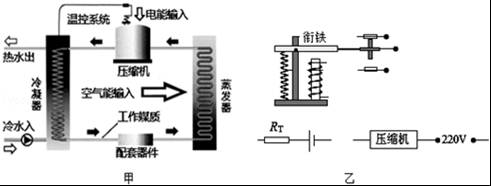 温控系统
电能输入
热水出
压缩机
冷凝器
空气能输入
蒸发器
冷水入
工作媒质
配套器件
甲
衔铁
R_T
压缩机
220V
乙